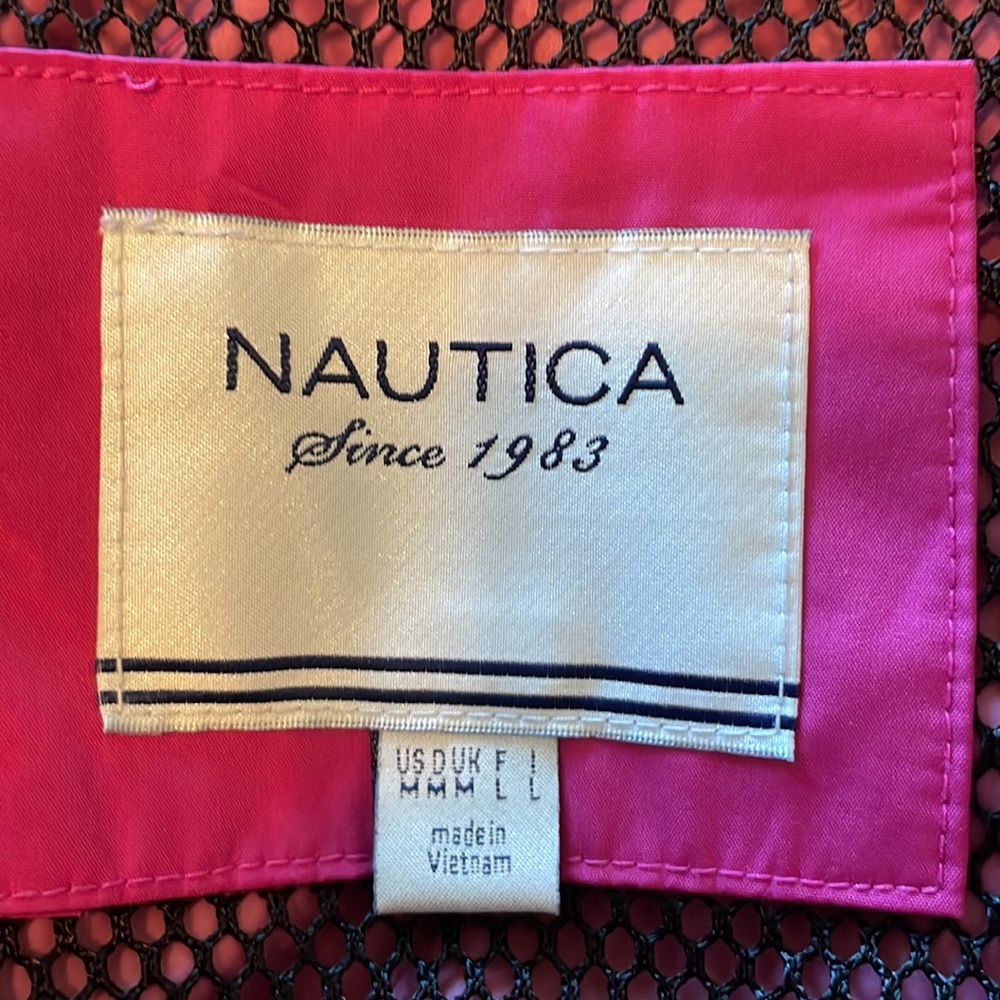 NAUTICA
Since 1983
US D UK F I
M M M L L
made in
Vietnam